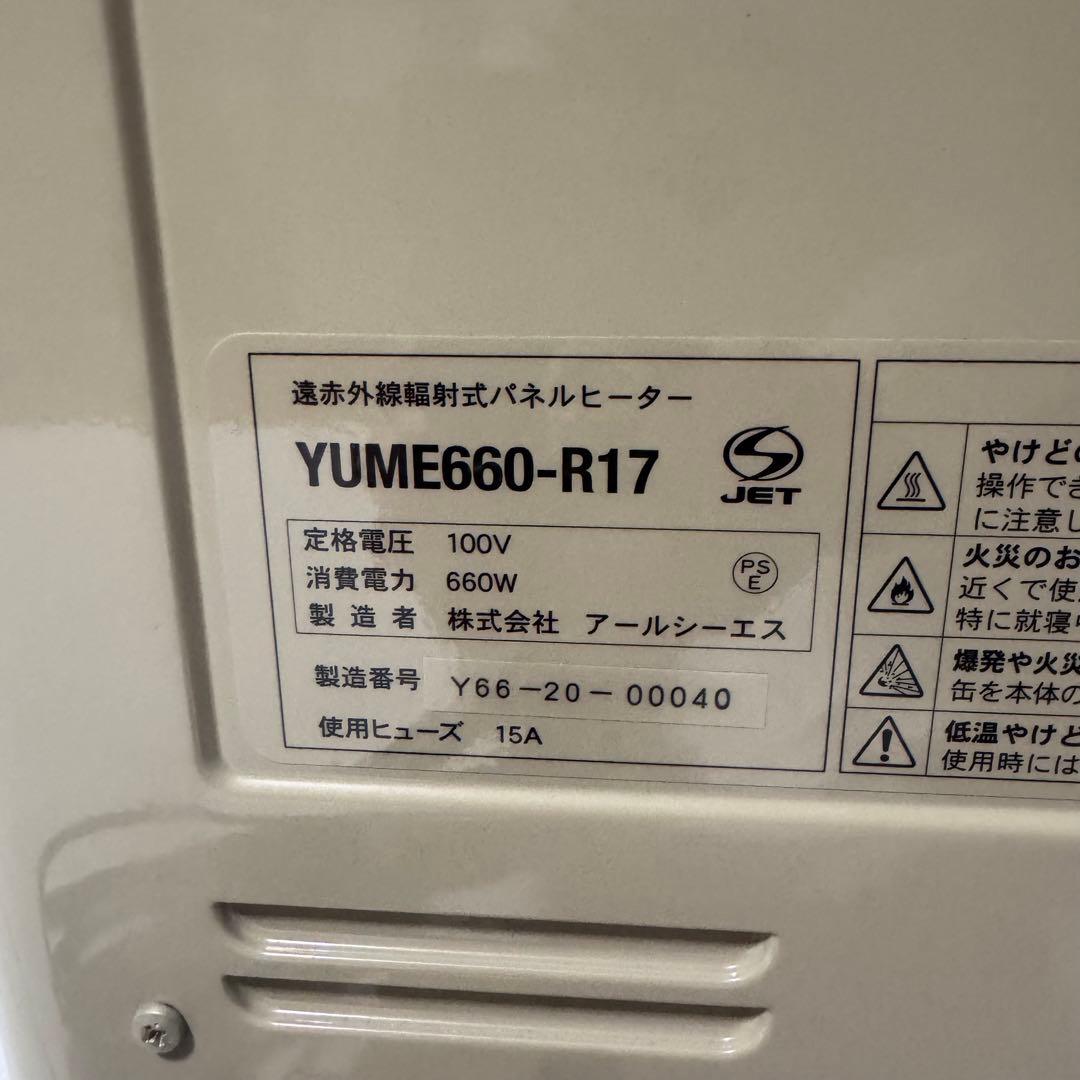 遠赤外線輻射式パネルヒーター
YUME660-R17
JET
定格電圧 100V
消費電力 660W
PS
E
製造者 株式会社 アールシーエス
製造番号 Y66-20-00040
使用ヒューズ 15A
やけどの
操作でき
に注意し
火災のお
近くで使
特に就寝
爆発や火災
缶を本体の
低温やけど
使用時には